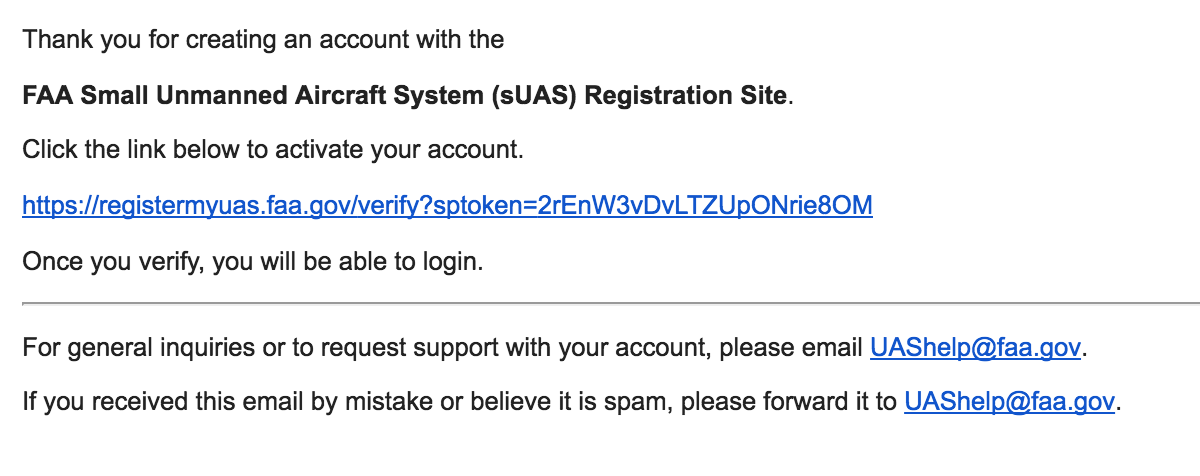 Thank you for creating an account with the
FAA Small Unmanned Aircraft System (sUAS) Registration Site.
Click the link below to activate your account.
https://registermyuas.faa.gov/verify?sptoken=2rEnW3vDvLTZUpONrie8OM
Once you verify, you will be able to login.
For general inquiries or to request support with your account, please email UAShelp@faa.gov.
If you received this email by mistake or believe it is spam, please forward it to UAShelp@faa.gov.